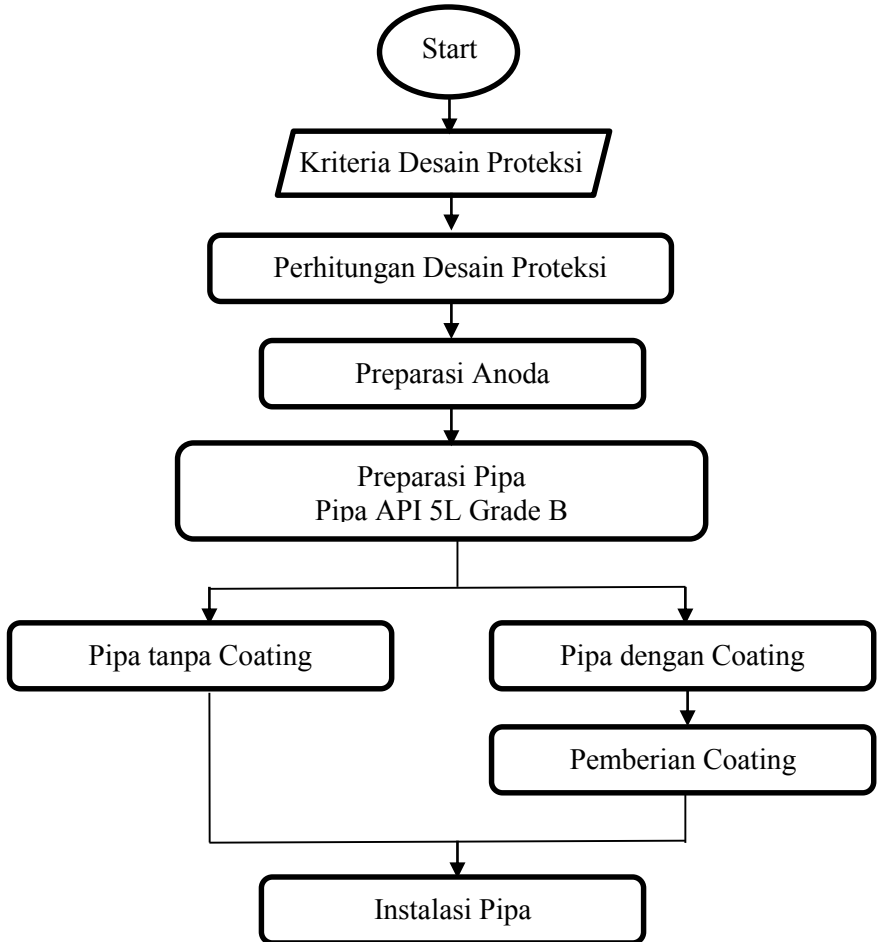 Start
Kriteria Desain Proteksi
Perhitungan Desain Proteksi
Preparasi Anoda
Preparasi Pipa
Pipa API 5L Grade B
Pipa tanpa Coating
Pipa dengan Coating
Pemberian Coating
Instalasi Pipa